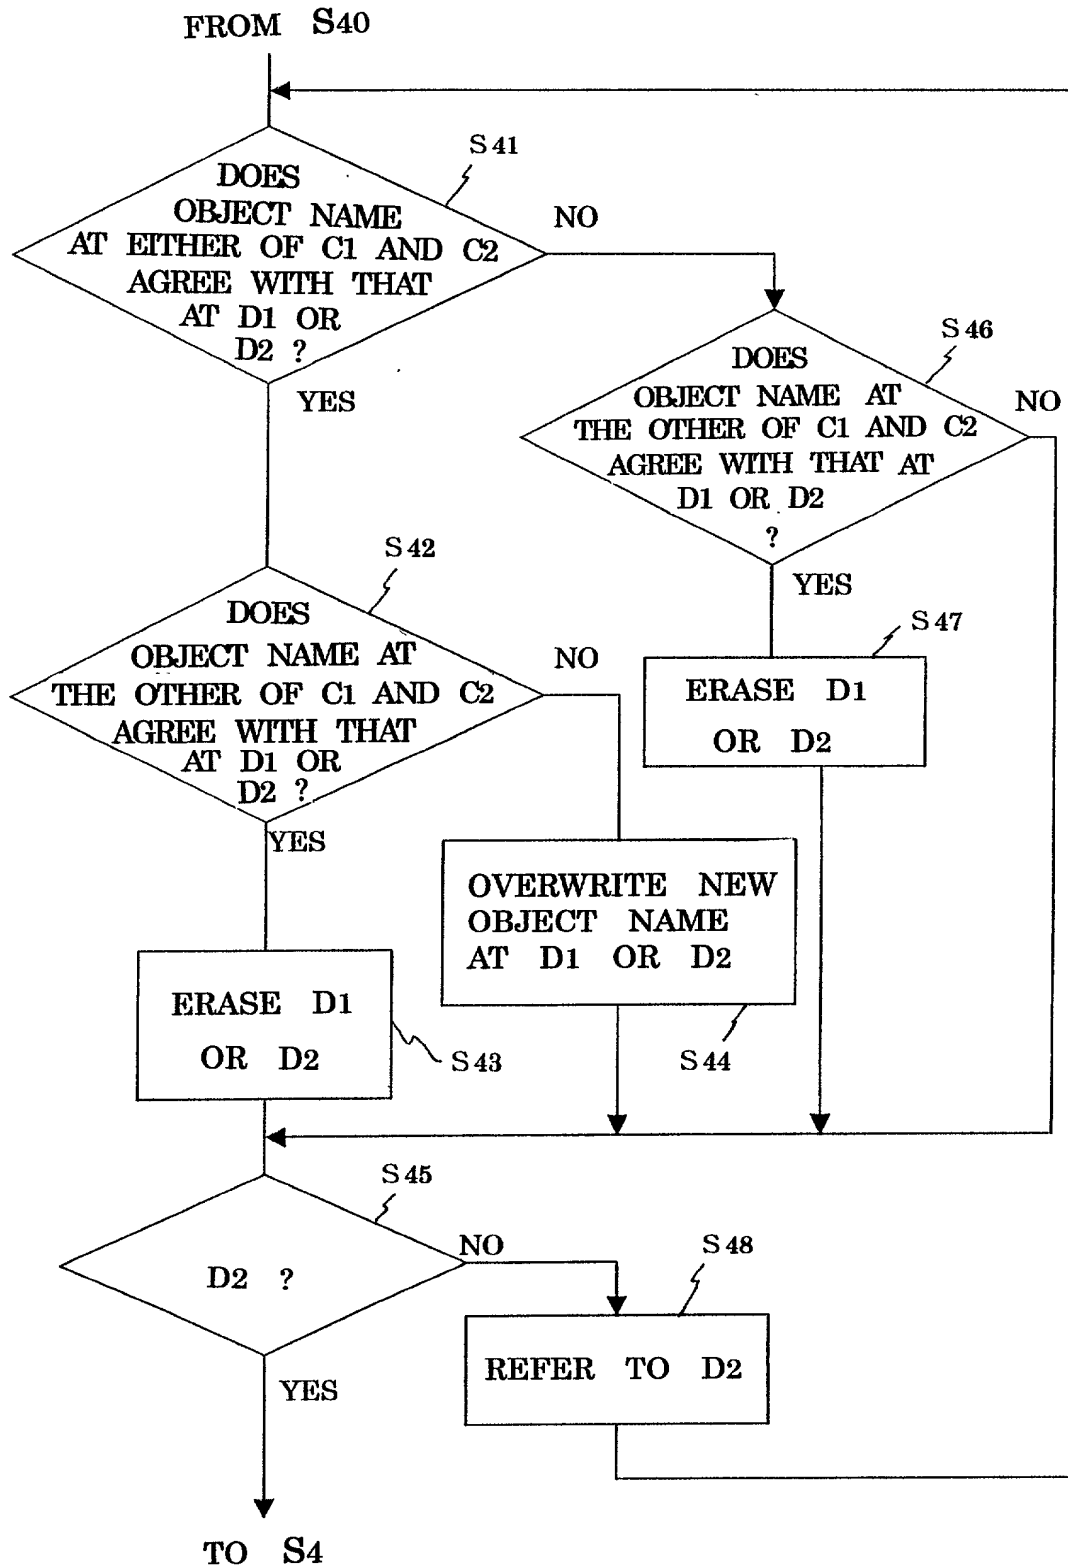 FROM S40
S41
DOES
OBJECT NAME
AT EITHER OF C1 AND C2
AGREE WITH THAT
AT D1 OR
D2 ?
NO
YES
S46
DOES
OBJECT NAME AT
THE OTHER OF C1 AND C2
AGREE WITH THAT AT
D1 OR D2
?
NO
YES
S42
DOES
OBJECT NAME AT
THE OTHER OF C1 AND C2
AGREE WITH THAT
AT D1 OR
D2 ?
NO
YES
S47
ERASE D1
OR D2
OVERWRITE NEW
OBJECT NAME
AT D1 OR D2
S44
ERASE D1
OR D2
S43
S45
D2 ?
NO
YES
S48
REFER TO D2
TO S4